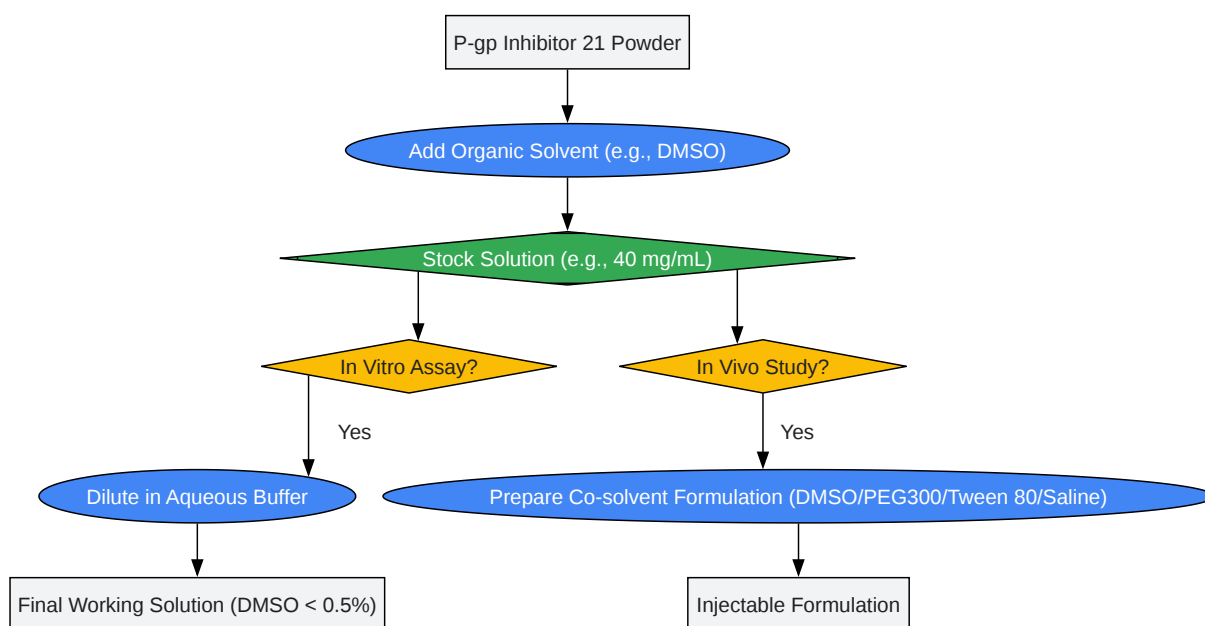 P-gp Inhibitor 21 Powder
Add Organic Solvent (e.g., DMSO)
Stock Solution (e.g., 40 mg/mL)
In Vitro Assay?
In Vivo Study?
Yes
Yes
Dilute in Aqueous Buffer
Prepare Co-solvent Formulation (DMSO/PEG300/Tween 80/Saline)
Final Working Solution (DMSO < 0.5%)
Injectable Formulation